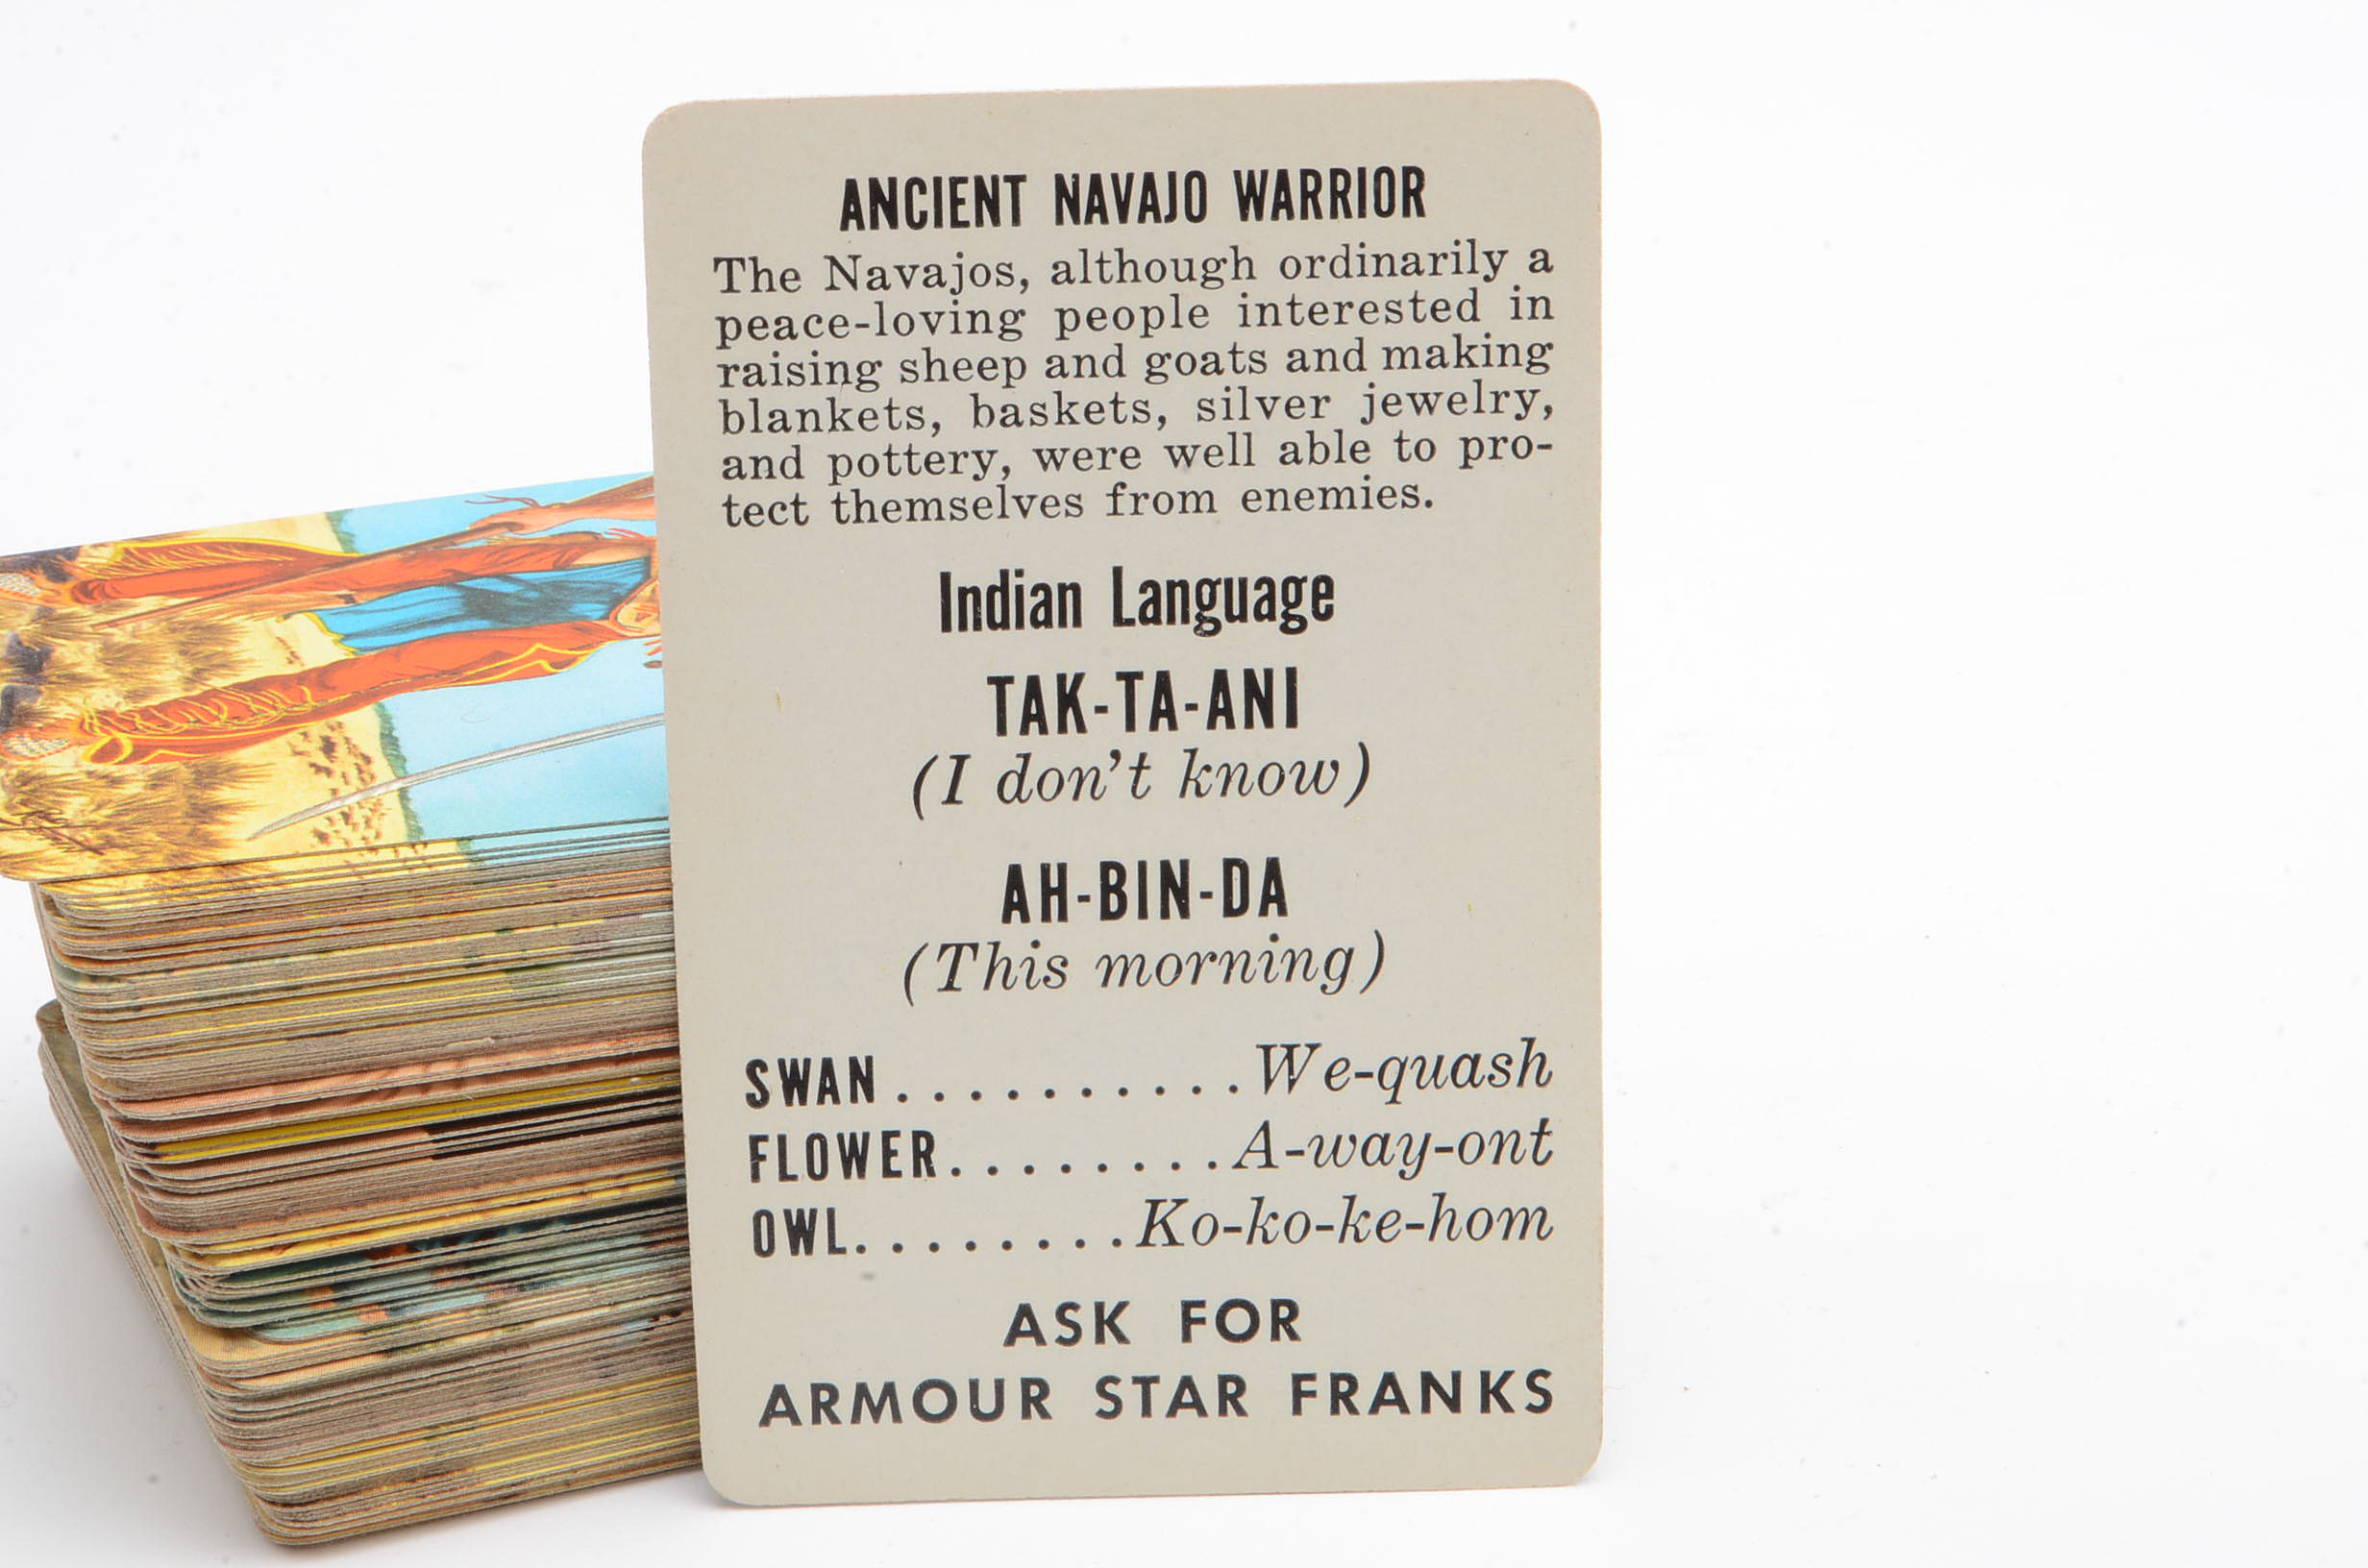 ANCIENT NAVAJO WARRIOR
The Navajos, although ordinarily a
peace-loving people interested in
raising sheep and goats and making
blankets, baskets, silver jewelry,
and pottery, were well able to pro-
tect themselves from enemies.
Indian Language
TAK-TA-ANI
(I don't know)
AH-BIN-DA
(This morning)
SWAN...........We-quash
FLOWER........A-way-ont
OWL.........Ko-ko-ke-hom
ASK FOR
ARMOUR STAR FRANKS